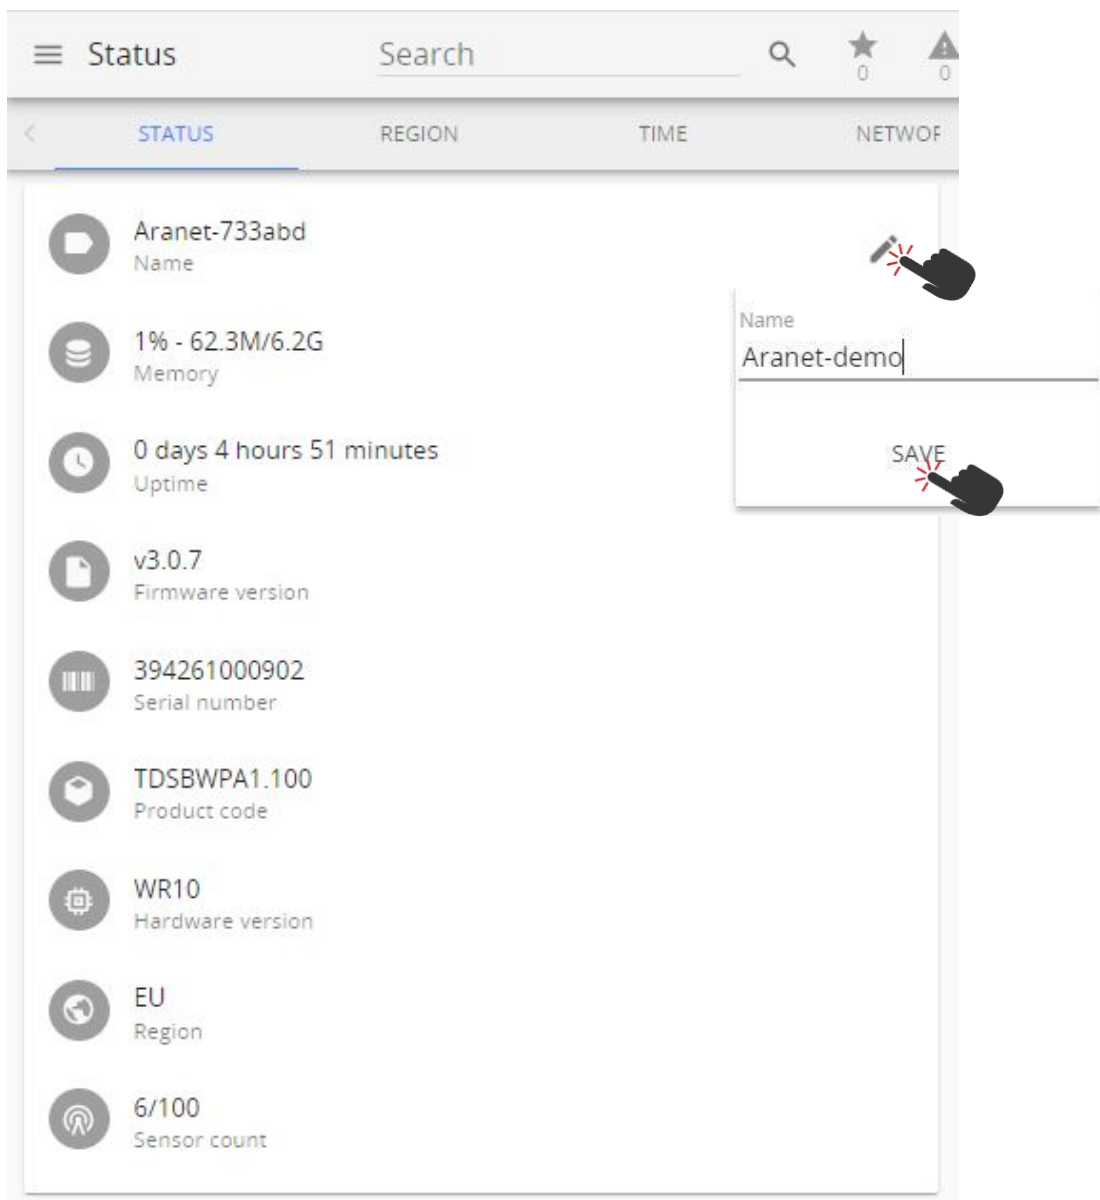 Status Search
0 0
STATUS REGION TIME NETWOR
Aranet-733abd
Name
1% - 62.3M/6.2G
Memory
0 days 4 hours 51 minutes
Uptime
v3.0.7
Firmware version
394261000902
Serial number
TDSBWPA1.100
Product code
WR10
Hardware version
EU
Region
6/100
Sensor count
Name
Aranet-demo
SAVE